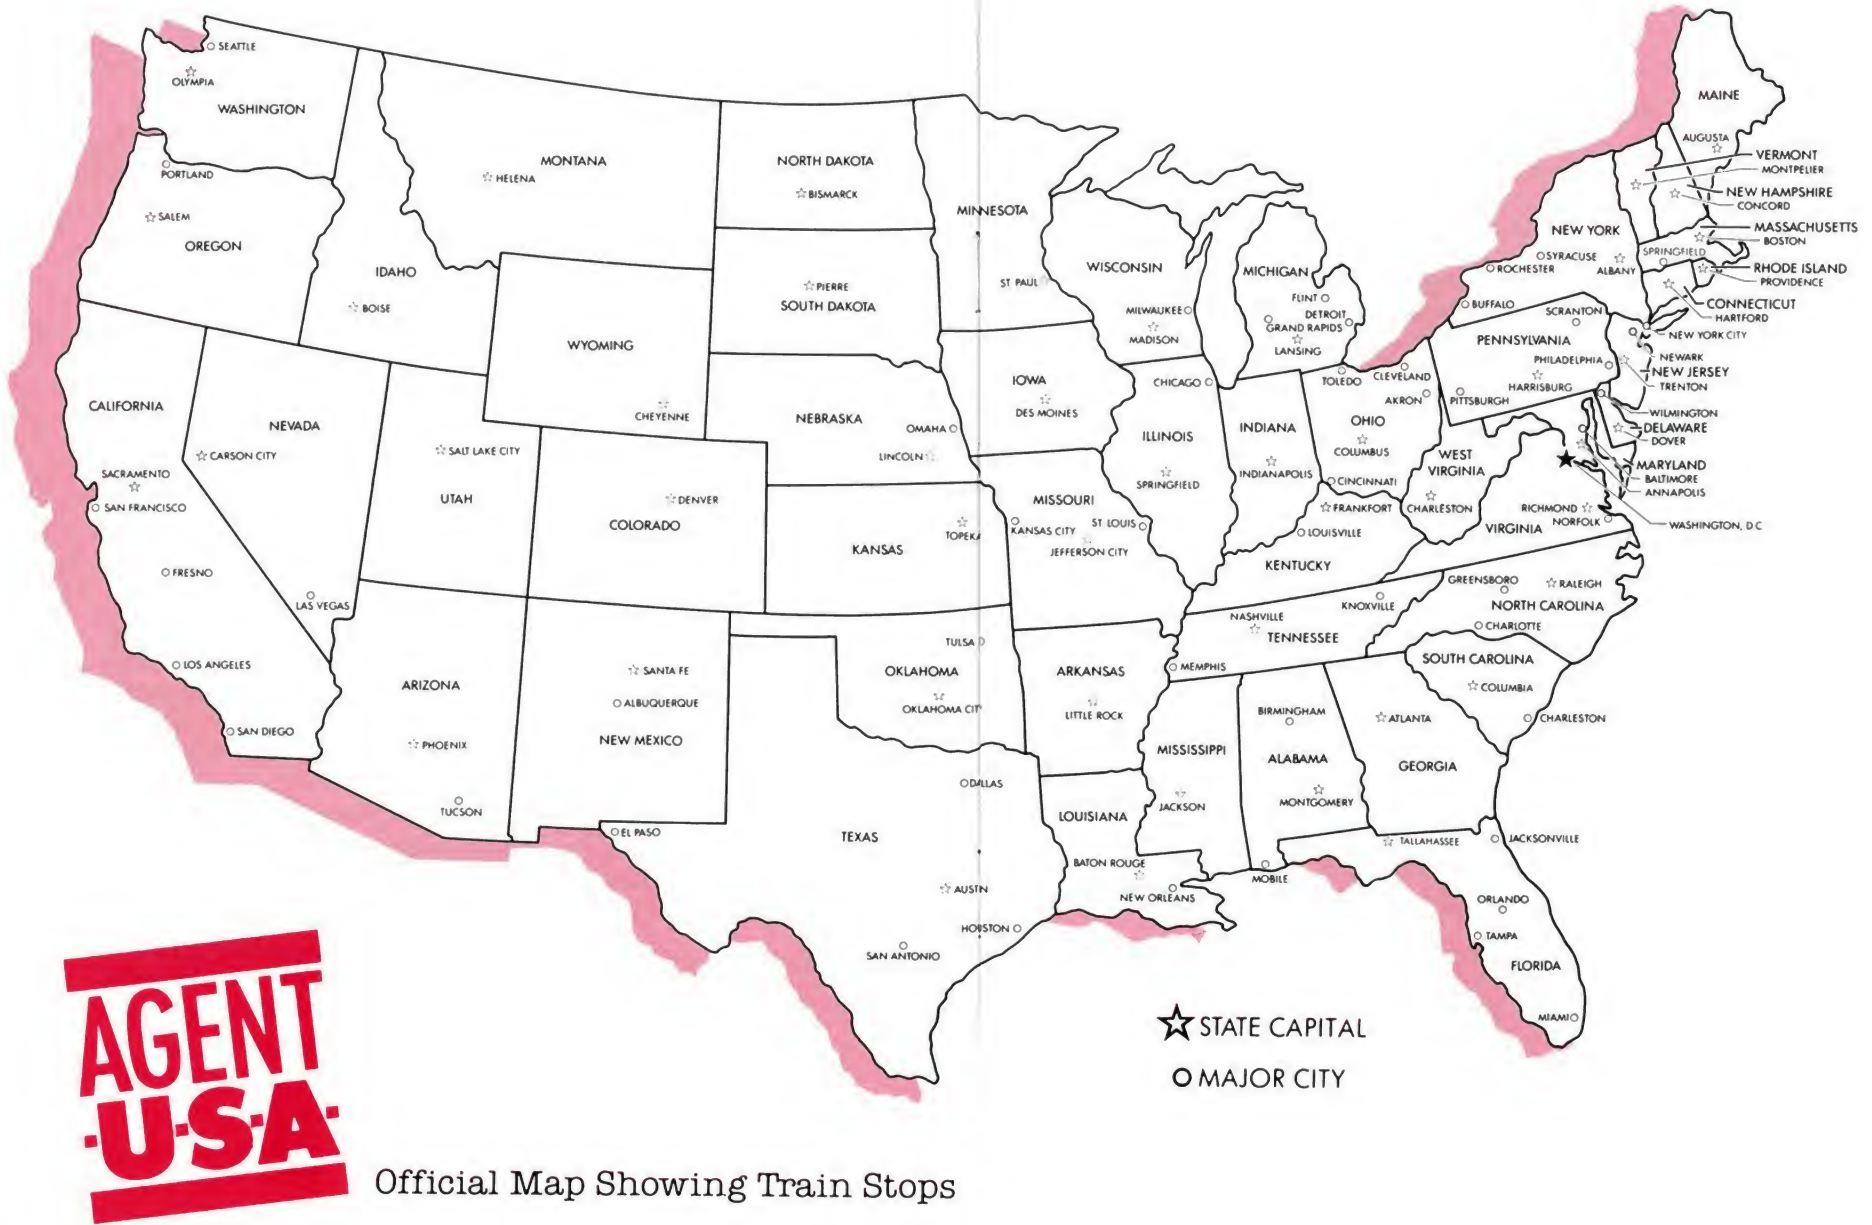 SEATTLE
OLYMPIA
WASHINGTON
PORTLAND
SALEM
OREGON
MONTANA
HELENA
IDAHO
BOISE
NORTH DAKOTA
BISMARCK
PIERRE
SOUTH DAKOTA
WYOMING
CHEYENNE
MINNESOTA
ST PAUL
WISCONSIN
MILWAUKEE
MADISON
MICHIGAN
FLINT
DETROIT
GRAND RAPIDS
LANSING
MAINE
AUGUSTA
VERMONT
MONTPELIER
NEW HAMPSHIRE
CONCORD
MASSACHUSETTS
BOSTON
SPRINGFIELD
RHODE ISLAND
PROVIDENCE
CONNECTICUT
HARTFORD
NEW YORK
SYRACUSE
ROCHESTER
ALBANY
BUFFALO
NEW YORK CITY
NEWARK
NEW JERSEY
TRENTON
SCRANTON
PENNSYLVANIA
PHILADELPHIA
HARRISBURG
PITTSBURGH
WILMINGTON
DELAWARE
DOVER
MARYLAND
BALTIMORE
ANNAPOLIS
WASHINGTON, D C
CALIFORNIA
SACRAMENTO
SAN FRANCISCO
FRESNO
LOS ANGELES
SAN DIEGO
NEVADA
CARSON CITY
LAS VEGAS
SALT LAKE CITY
UTAH
DENVER
COLORADO
NEBRASKA
OMAHA
LINCOLN
KANSAS
TOPEKA
IOWA
DES MOINES
MISSOURI
KANSAS CITY
ST LOUIS
JEFFERSON CITY
CHICAGO
ILLINOIS
SPRINGFIELD
INDIANA
INDIANAPOLIS
TOLEDO
CLEVELAND
AKRON
OHIO
COLUMBUS
CINCINNATI
WEST
VIRGINIA
CHARLESTON
RICHMOND
NORFOLK
VIRGINIA
FRANKFORT
LOUISVILLE
KENTUCKY
NASHVILLE
KNOXVILLE
TENNESSEE
MEMPHIS
GREENSBORO
RALEIGH
NORTH CAROLINA
CHARLOTTE
SOUTH CAROLINA
COLUMBIA
CHARLESTON
ARIZONA
PHOENIX
TUCSON
SANTA FE
ALBUQUERQUE
NEW MEXICO
TULSA
OKLAHOMA
OKLAHOMA CIT
ARKANSAS
LITTLE ROCK
MISSISSIPPI
JACKSON
BIRMINGHAM
ALABAMA
MONTGOMERY
MOBILE
ATLANTA
GEORGIA
EL PASO
TEXAS
DALLAS
AUSTN
HOUSTON
SAN ANTONIO
LOUISIANA
BATON ROUGE
NEW ORLEANS
TALLAHASSEE
JACKSONVILLE
ORLANDO
TAMPA
FLORIDA
MIAMI
STATE CAPITAL
MAJOR CITY
AGENT
·U·S·A·
Official Map Showing Train Stops